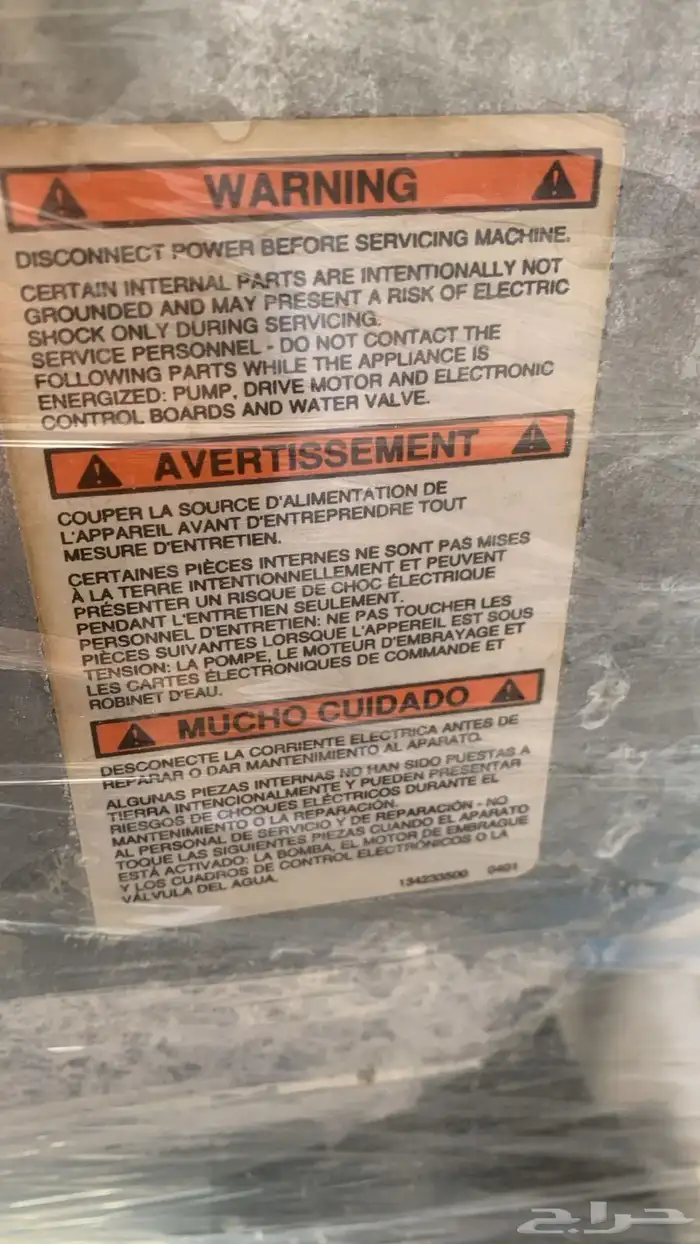 WARNING
DISCONNECT POWER BEFORE SERVICING MACHINE.
CERTAIN INTERNAL PARTS ARE INTENTIONALLY NOT
GROUNDED AND MAY PRESENT A RISK OF ELECTRIC
SHOCK ONLY DURING SERVICING.
SERVICE PERSONNEL - DO NOT CONTACT THE
FOLLOWING PARTS WHILE THE APPLIANCE IS
ENERGIZED: PUMP, DRIVE MOTOR AND ELECTRONIC
CONTROL BOARDS AND WATER VALVE.
AVERTISSEMENT
COUPER LA SOURCE D'ALIMENTATION DE
L'APPAREIL AVANT D'ENTREPRENDRE TOUT
MESURE D'ENTRETIEN.
CERTAINES PIÈCES INTERNES NE SONT PAS MISES
À LA TERRE INTENTIONNELLEMENT ET PEUVENT
PRÉSENTER UN RISQUE DE CHOC ÉLECTRIQUE
PENDANT L'ENTRETIEN SEULEMENT.
PERSONNEL D'ENTRETIEN: NE PAS TOUCHER LES
PIÈCES SUIVANTES LORSQUE L'APPEREIL EST SOUS
TENSION: LA POMPE, LE MOTEUR D'EMBRAYAGE ET
LES CARTES ÉLECTRONIQUES DE COMMANDE ET
ROBINET D'EAU.
MUCHO CUIDADO
DESCONECTE LA CORRIENTE ELECTRICA ANTES DE
REPARAR O DAR MANTENIMIENTO AL APARATO.
ALGUNAS PIEZAS INTERNAS NO HAN SIDO PUESTAS A
TIERRA INTENCIONALMENTE Y PUEDEN PRESENTAR
RIESGOS DE CHOQUES ELÉCTRICOS DURANTE EL
MANTENIMIENTO O LA REPARACIÓN.
AL PERSONAL DE SERVICIO Y DE REPARACIÓN - NO
TOQUE LAS SIGUIENTES PIEZAS CUANDO EL APARATO
ESTÁ ACTIVADO: LA BOMBA, EL MOTOR DE EMBRAGUE
Y LOS CUADROS DE CONTROL ELECTRÓNICOS O LA
VÁLVULA DEL AGUA.
134233500 0401
حراج